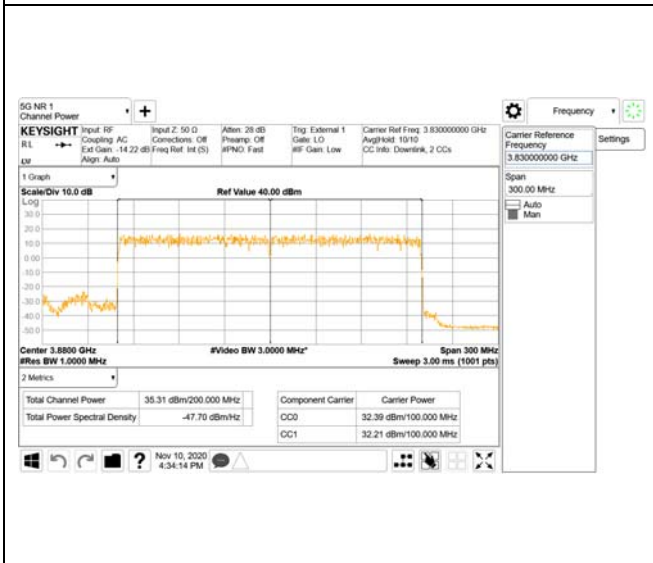 5G NR 1
Channel Power
+
Frequency
KEYSIGHT
RL
Input: RF
Coupling: AC
Ext Gain: -14.22 dB
Align: Auto
Input Z: 50 Ω
Corrections: Off
Freq Ref: Int (S)
Atten: 28 dB
Preamp: Off
#PNO: Fast
Trig: External 1
Gate: LO
#IF Gain: Low
Carrier Ref Freq: 3.830000000 GHz
Avg|Hold: 10/10
CC Info: Downlink, 2 CCs
Carrier Reference
Frequency
3.830000000 GHz
Settings
Span
300.00 MHz
Auto
Man
1 Graph
Scale/Div 10.0 dB
Ref Value 40.00 dBm
Log
30.0
20.0
10.0
0.00
-10.0
-20.0
-30.0
-40.0
-50.0
Center 3.8800 GHz
#Video BW 3.0000 MHz*
Span 300 MHz
#Res BW 1.0000 MHz
Sweep 3.00 ms (1001 pts)
2 Metrics
Total Channel Power 35.31 dBm/200.000 MHz
Total Power Spectral Density -47.70 dBm/Hz
Component Carrier Carrier Power
CC0 32.39 dBm/100.000 MHz
CC1 32.21 dBm/100.000 MHz
?
Nov 10, 2020
4:34:14 PM